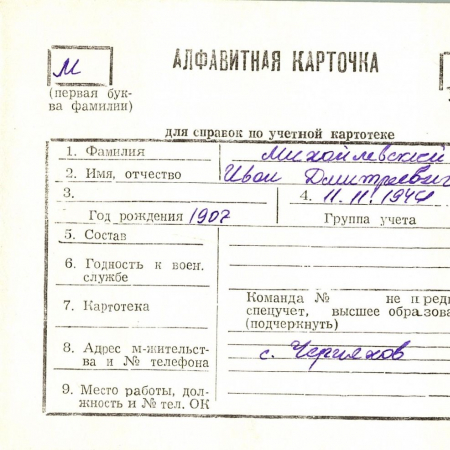 М
АЛФАВИТНАЯ КАРТОЧКА
(первая бук-
ва фамилии)
для справок по учетной картотеке
1. Фамилия Михайлевский
2. Имя, отчество Иван Дмитриевич
3. 4. 11.11.1944
Год рождения 1907 Группа учета
5. Состав
6. Годность к воен.
службе
7. Картотека
Команда № не пред
спецучет, высшее образова
(подчеркнуть)
8. Адрес м-жительст-
ва и № телефона
с. Черняхов
9. Место работы, дол-
жность и № тел. ОК